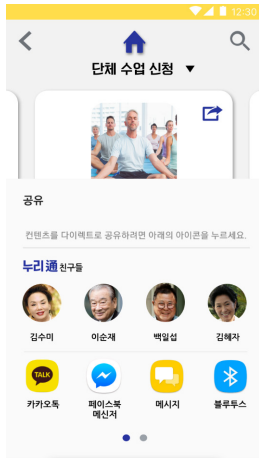 12:30
단체 수업 신청 ▼
공유
컨텐츠를 다이렉트로 공유하려면 아래의 아이콘을 누르세요.
누리通 친구들
김수미 이순재 백일섭 김혜자
TALK
카카오톡 페이스북 메시지 블루투스
메신저